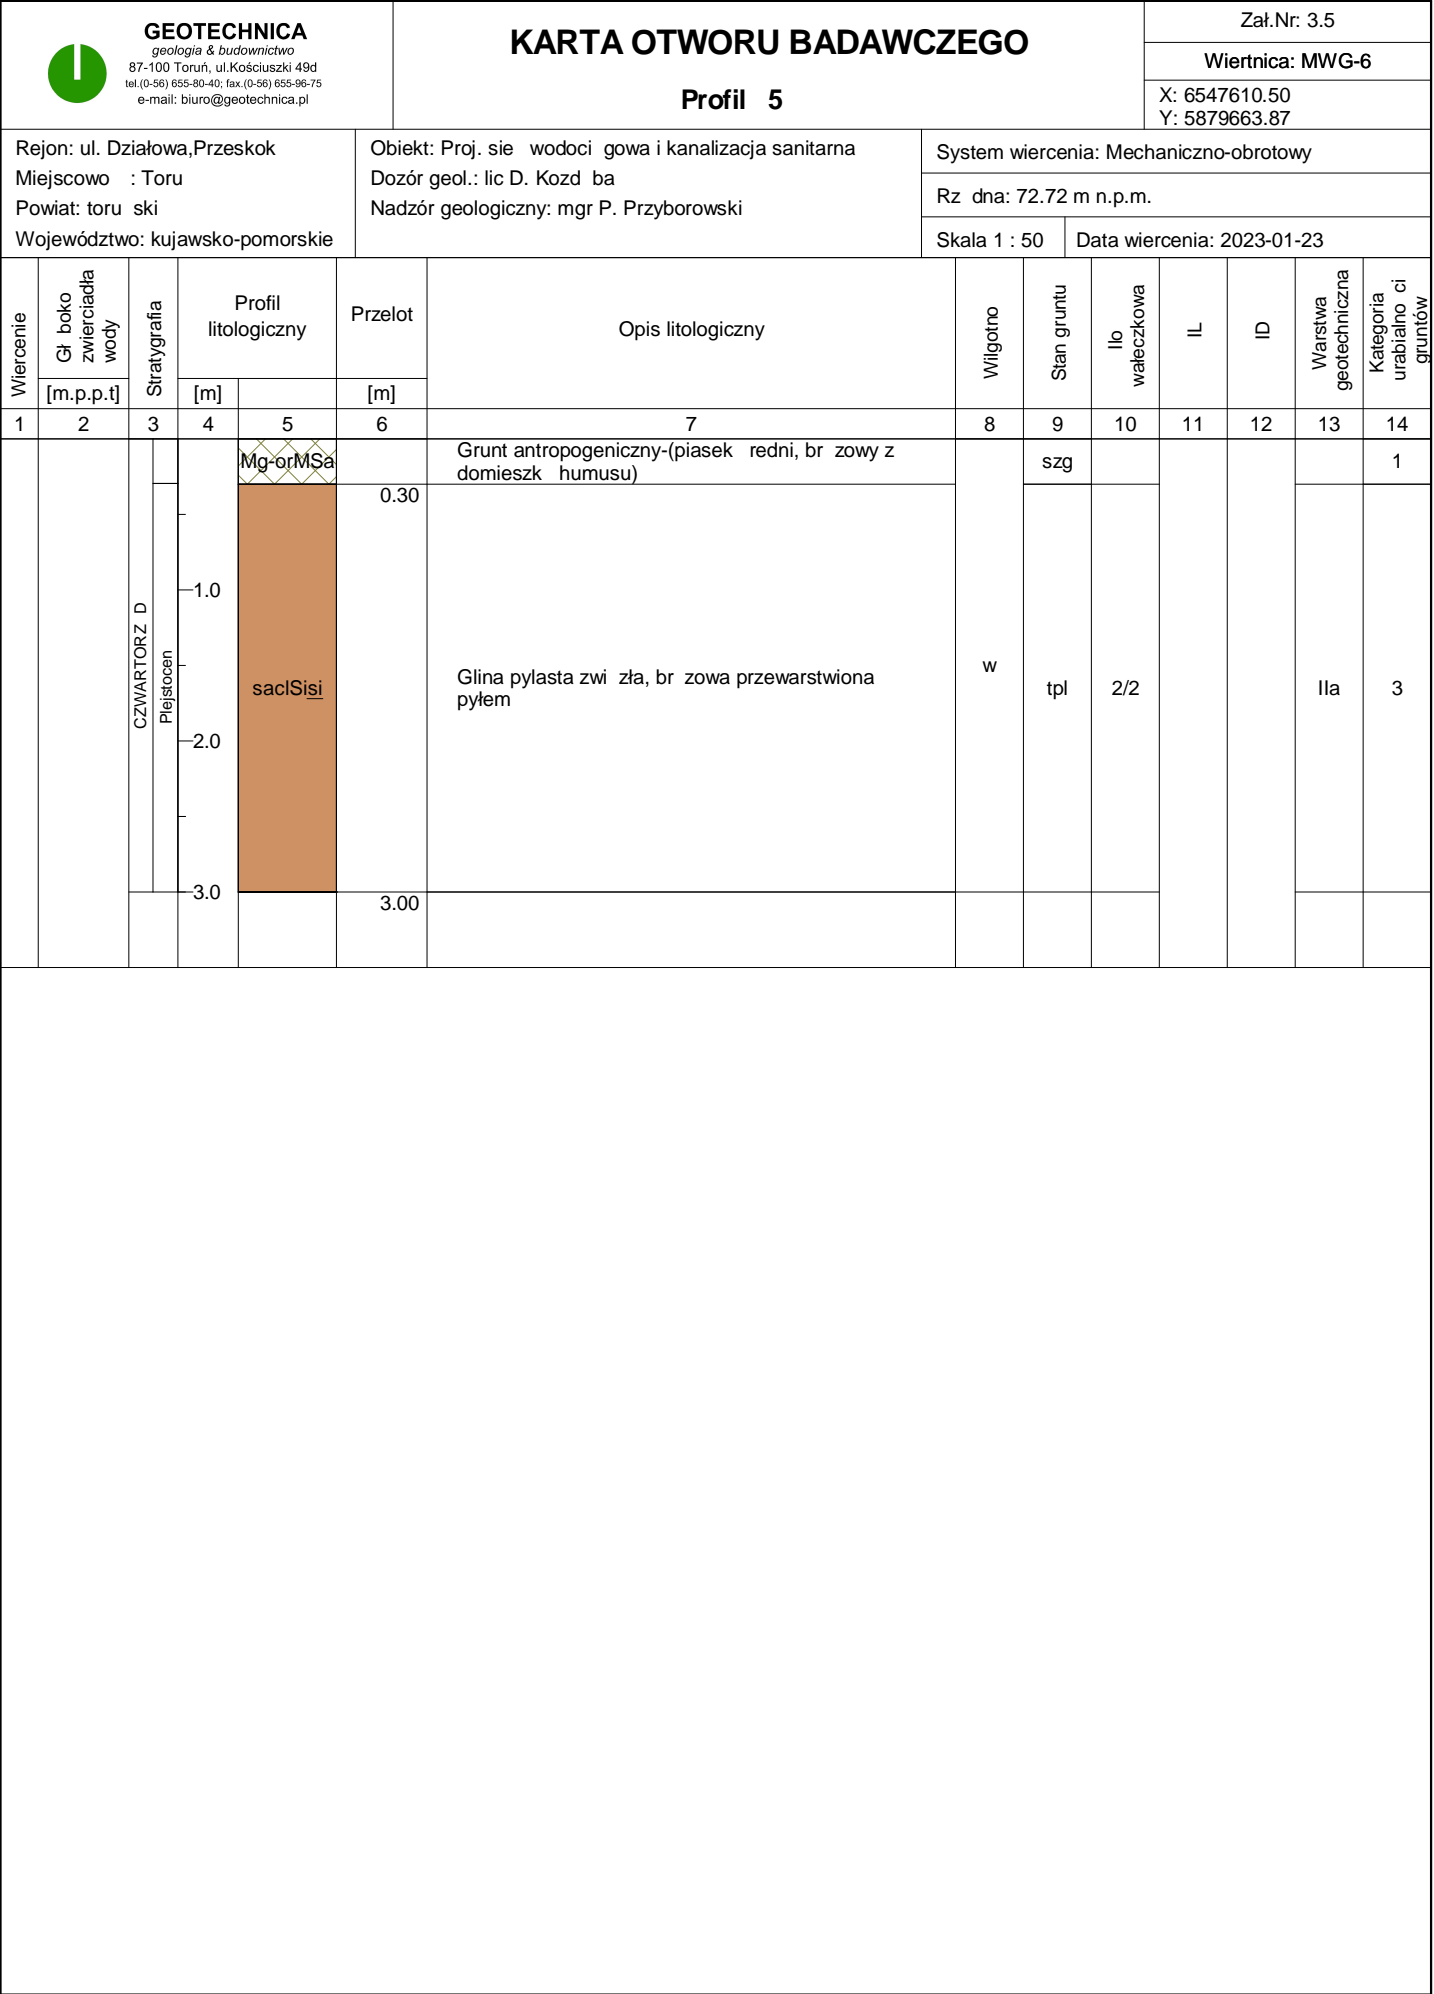 GEOTECHNICA
geologia & budownictwo
87-100 Toruń, ul.Kościuszki 49d
tel.(0-56) 655-80-40; fax.(0-56) 655-96-75
e-mail: biuro@geotechnica.pl
KARTA OTWORU BADAWCZEGO
Profil 5
Zał.Nr: 3.5
Wiertnica: MWG-6
X: 6547610.50
Y: 5879663.87
Rejon: ul. Działowa,Przeskok
Miejscowo : Toru
Powiat: toru ski
Województwo: kujawsko-pomorskie
Obiekt: Proj. sie wodoci gowa i kanalizacja sanitarna
Dozór geol.: lic D. Kozd ba
Nadzór geologiczny: mgr P. Przyborowski
System wiercenia: Mechaniczno-obrotowy
Rz dna: 72.72 m n.p.m.
Skala 1 : 50
Data wiercenia: 2023-01-23
Wiercenie
Gł boko
zwierciadła
wody
[m.p.p.t]
Stratygrafia
Profil
litologiczny
[m]
Przelot
[m]
Opis litologiczny
Wilgotno
Stan gruntu
Ilo
wałeczkowa
IL
ID
Warstwa
geotechniczna
Kategoria
urabialno ci
gruntów
1 2 3 4 5 6 7 8 9 10 11 12 13 14
Mg-orMSa
Grunt antropogeniczny-(piasek redni, br zowy z
domieszk humusu)
szg
1
0.30
1.0
2.0
3.0
CZWARTORZ D
Plejstocen
saclSisi
Glina pylasta zwi zła, br zowa przewarstwiona
pyłem
w
tpl
2/2
IIa
3
3.00